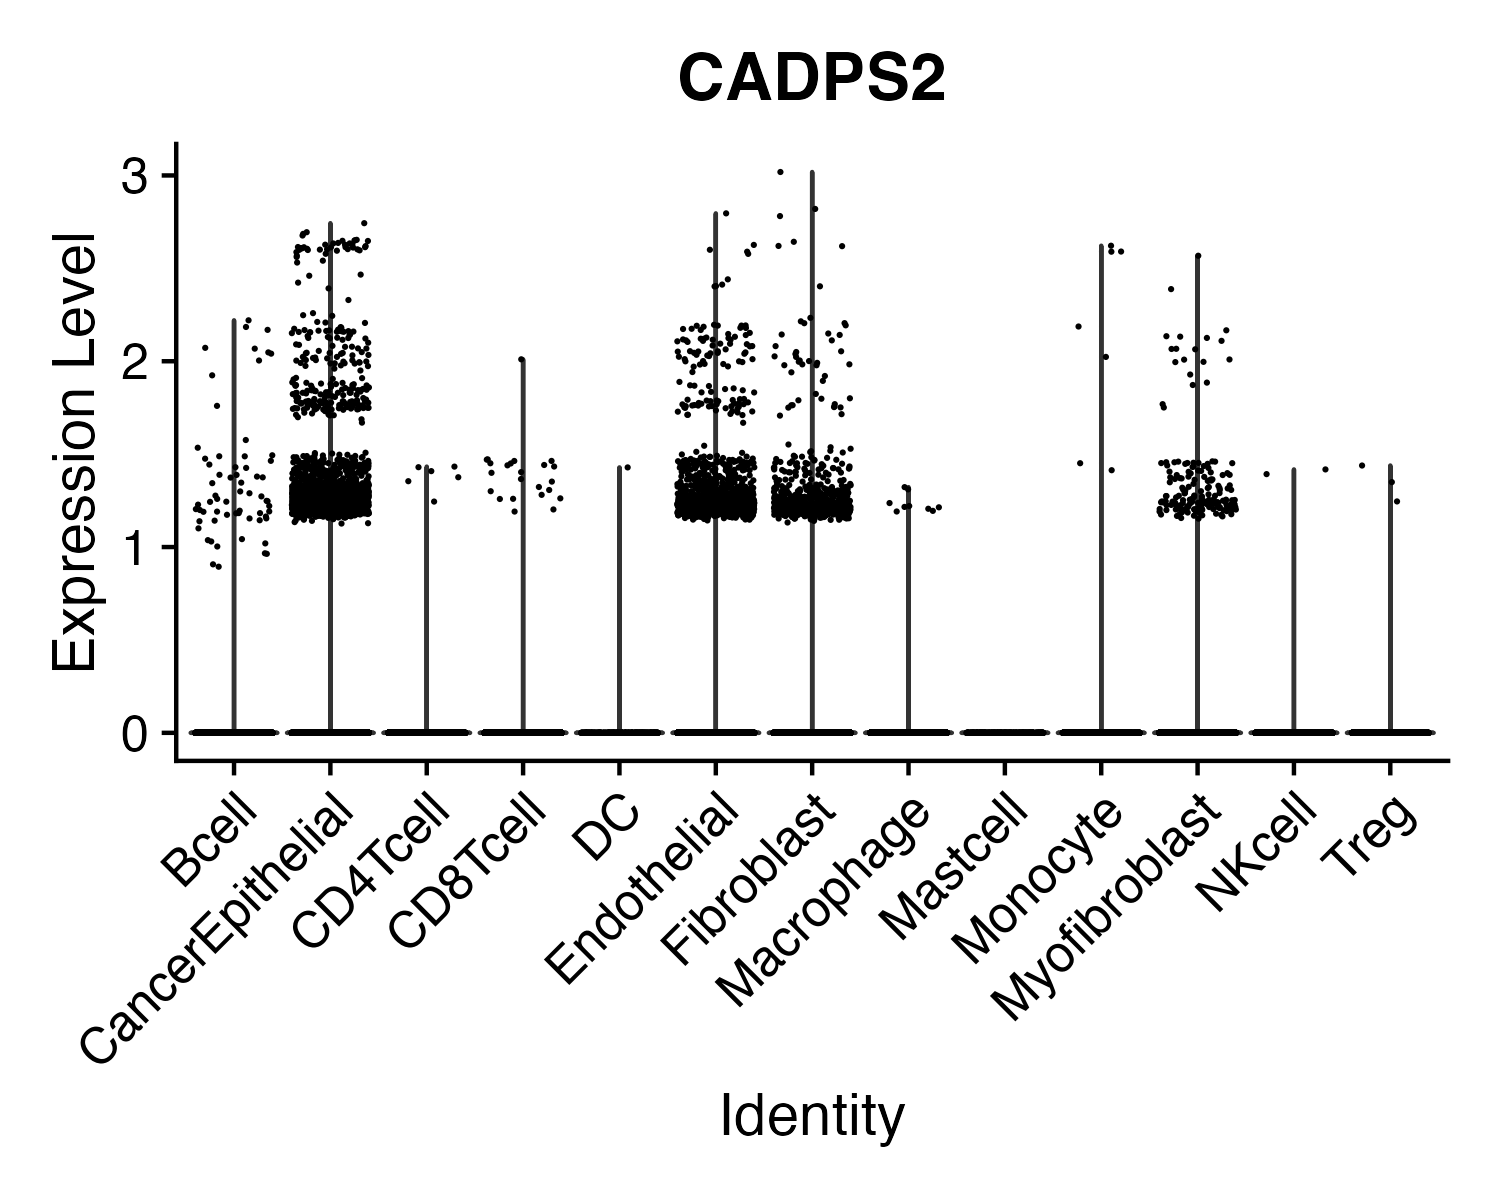 CADPS2
Expression Level
3
2
1
0
Bcell
CancerEpithelial
CD4Tcell
CD8Tcell
DC
Endothelial
Fibroblast
Macrophage
Mastcell
Monocyte
Myofibroblast
NKcell
Treg
Identity